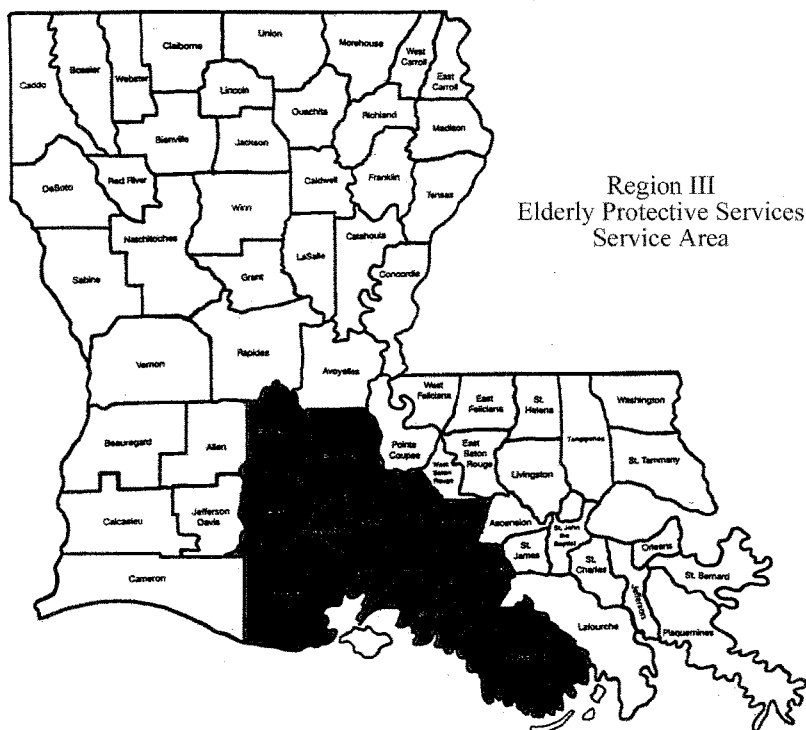 Claiborne
Union
Morehouse
West
Carroll
East
Carroll
Caddo
Bossier
Webster
Lincoln
Ouachita
Richland
Madison
Bienville
Jackson
DeSoto
Red River
Winn
Caldwell
Franklin
Tensas
Region III
Elderly Protective Services
Service Area
Natchitoches
Catahoula
LaSalle
Sabine
Grant
Concordia
Vernon
Rapides
Avoyelles
West
Feliciana
East
Feliciana
St.
Helena
Washington
Beauregard
Allen
Pointe
Coupee
East
Baton
Rouge
Tangipahoa
West
Baton
Rouge
Livingston
St. Tammany
Calcasieu
Jefferson
Davis
Ascension
St. John
the
Baptist
St.
James
St.
Charles
Orleans
St. Bernard
Cameron
Jefferson
Lafourche
Plaquemines